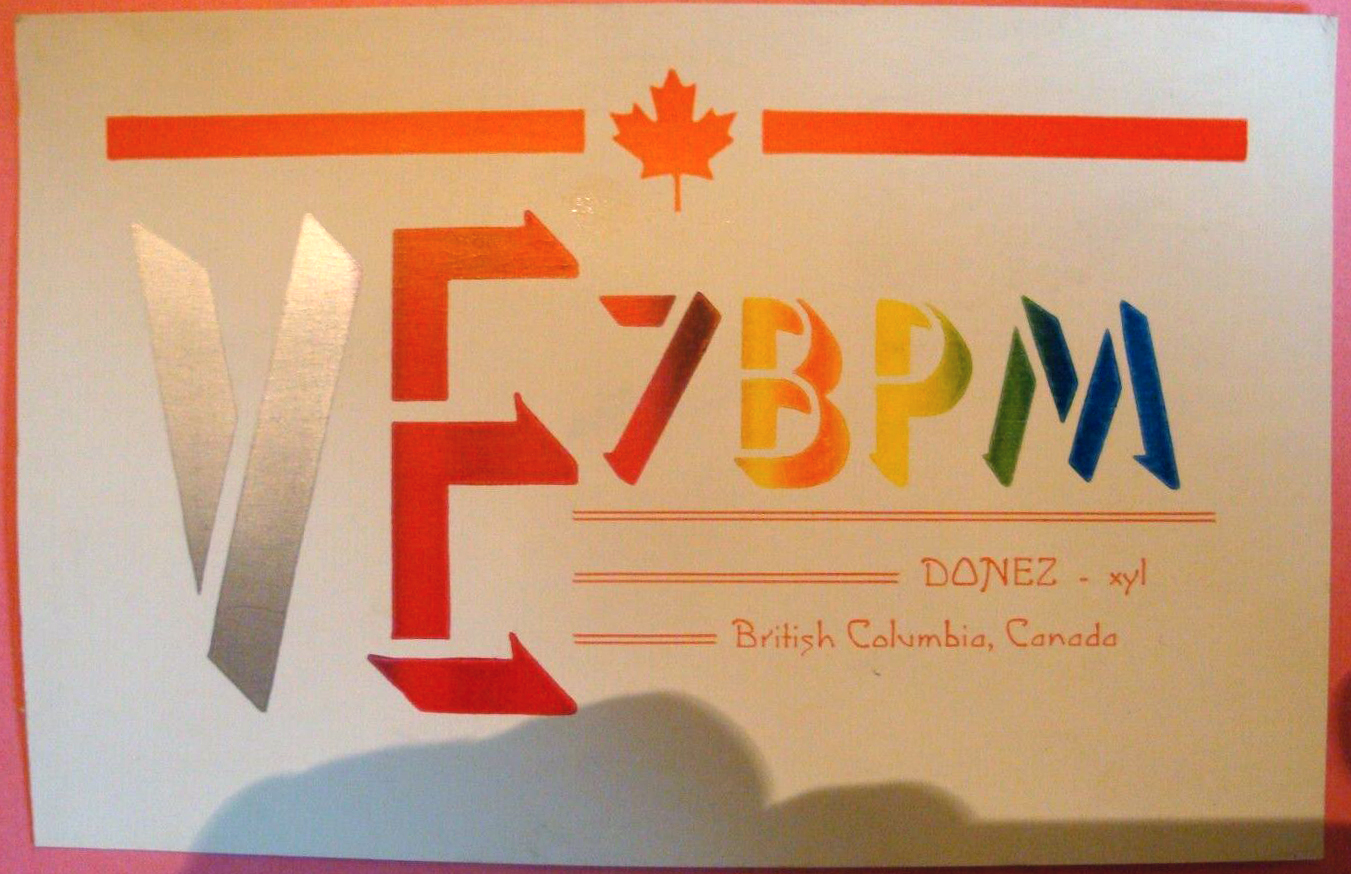 VE7BPM
DONEZ - xyl
British Columbia, Canada